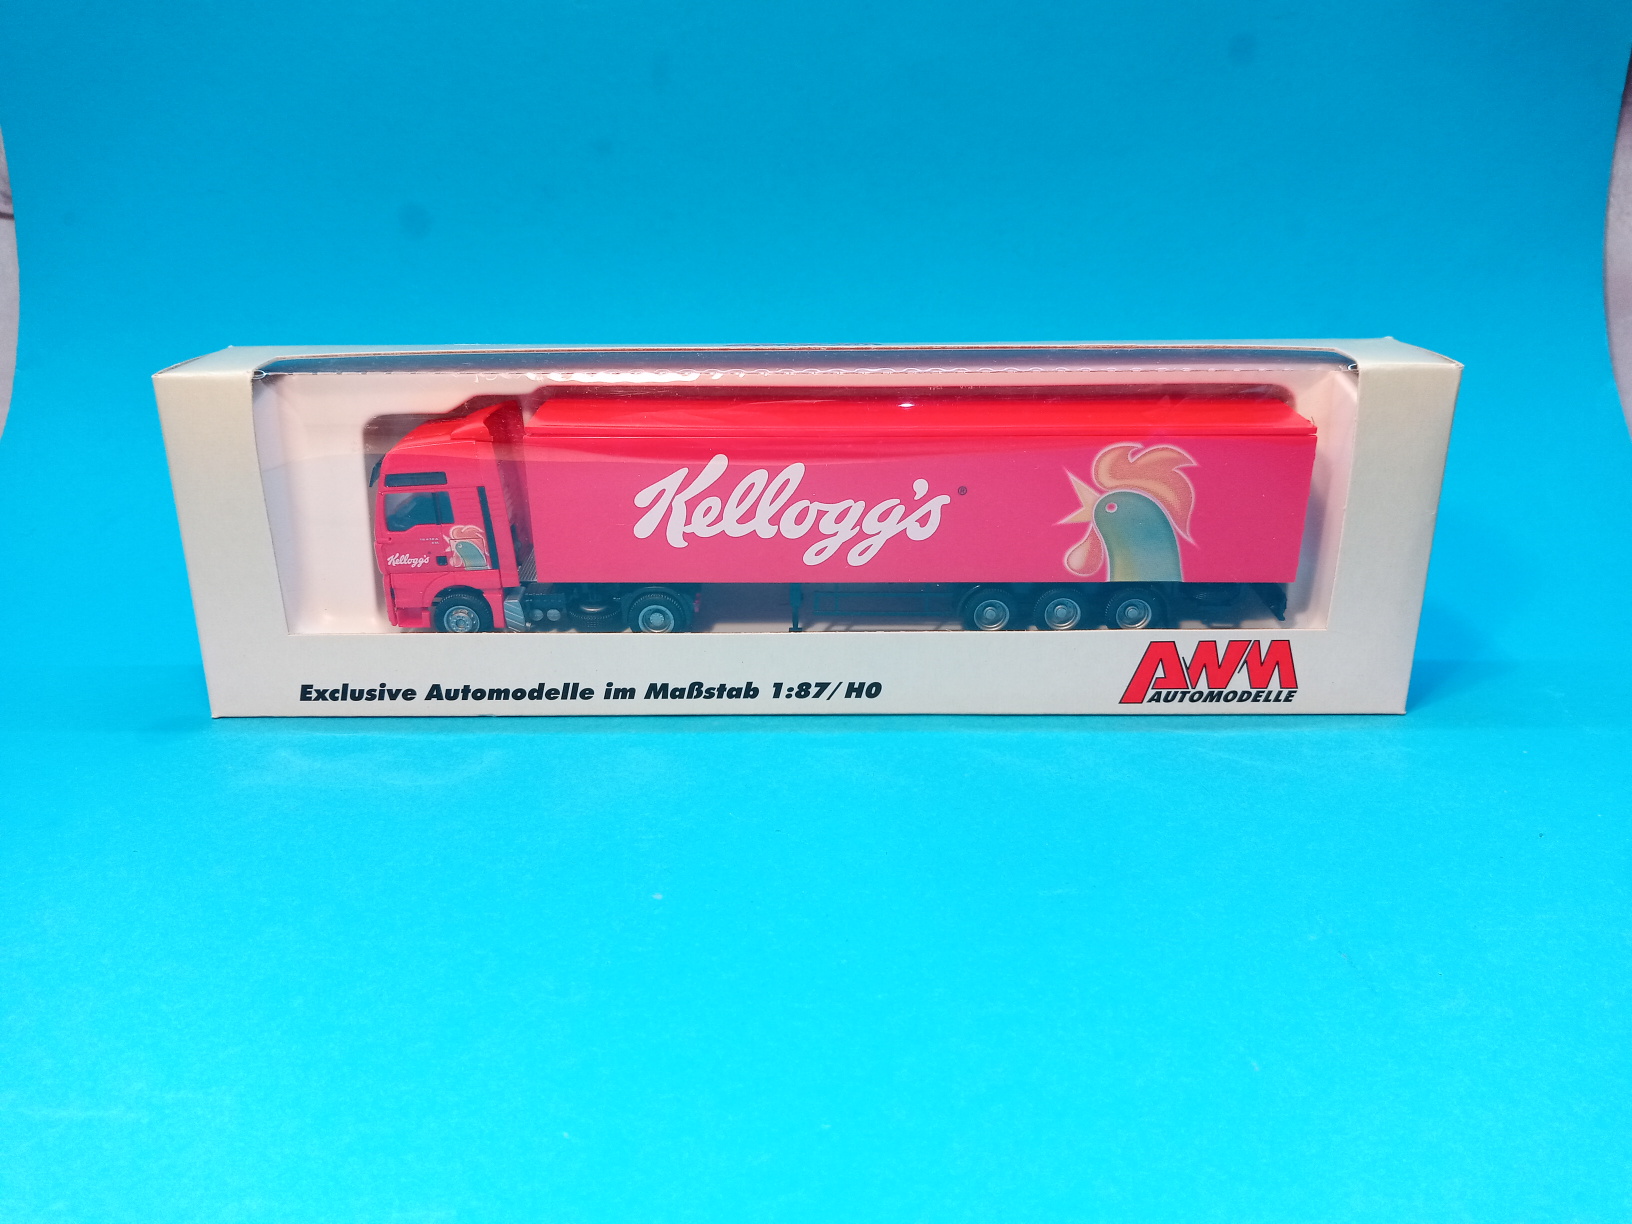 Kellogg's®
Kellogg's
Exclusive Automodelle im Maßstab 1:87/H0
AWM
AUTOMODELLE